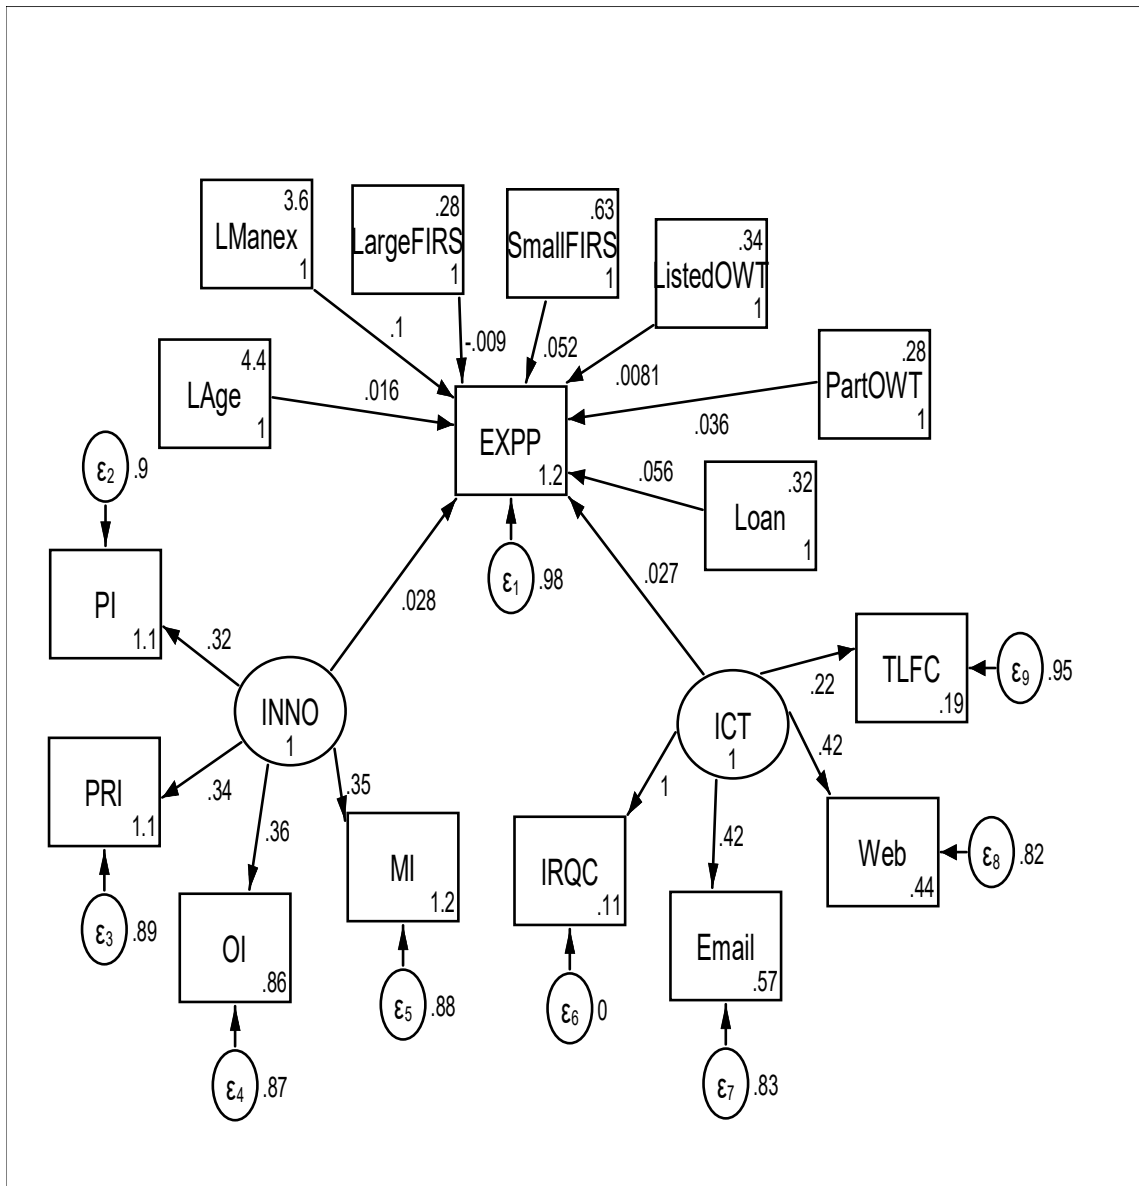 3.6
LManex
1
.28
LargeFIRS
1
.63
SmallFIRS
1
.34
ListedOWT
1
.1
-.009
.052
.0081
4.4
LAge
1
.016
.28
PartOWT
1
.036
EXPP
1.2
.056
.32
Loan
1
ε2 .9
ε1 .98
.027
.028
PI
1.1
.32
TLFC
.19
ε9 .95
.22
INNO
1
ICT
1
PRI
1.1
.34
.36
.35
1
.42
.42
MI
1.2
IRQC
.11
Web
.44
ε8 .82
ε3 .89
OI
.86
Email
.57
ε5 .88
ε6 0
ε4 .87
ε7 .83